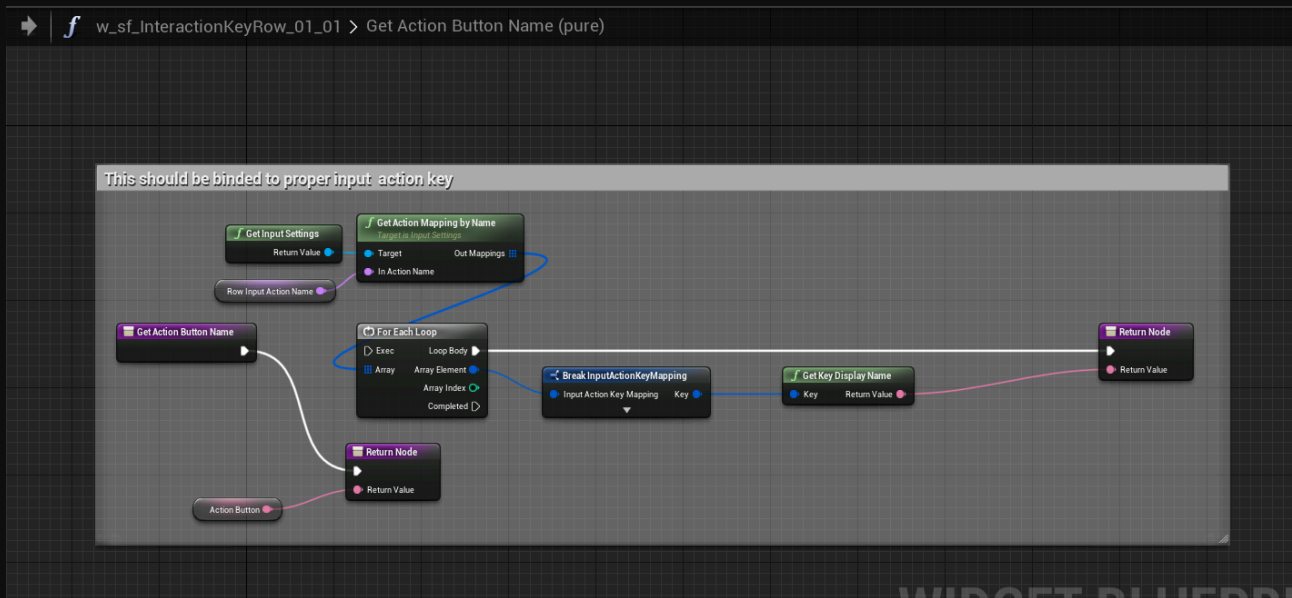 f w_sf_InteractionKeyRow_01_01 > Get Action Button Name (pure)
This should be binded to proper input action key
f Get Input Settings
Return Value
f Get Action Mapping by Name
Target is Input Settings
Target Out Mappings
In Action Name
Row Input Action Name
Get Action Button Name
For Each Loop
Exec Loop Body
Array Array Element
Array Index
Completed
Break InputActionKeyMapping
Input Action Key Mapping Key
f Get Key Display Name
Key Return Value
Return Node
Return Value
Return Node
Return Value
Action Button